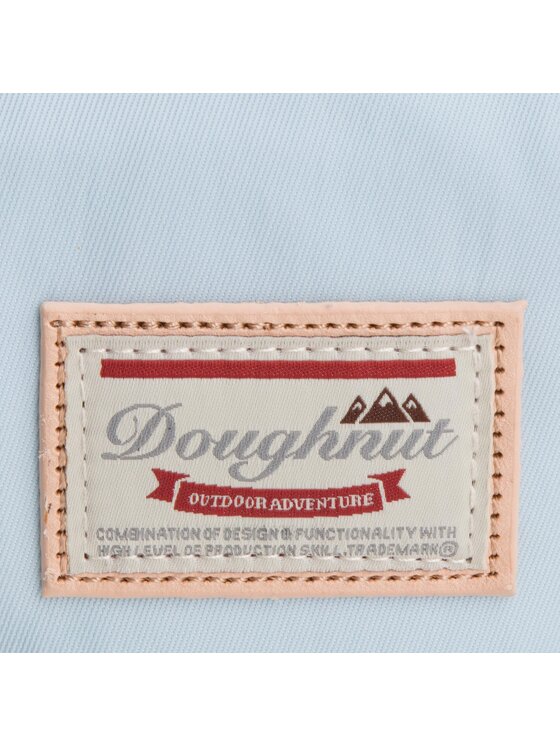 Doughnut
OUTDOOR ADVENTURE
COMBINATION OF DESIGN & FUNCTIONALITY WITH
HIGH LEVEL OF PRODUCTION SKILL.TRADEMARK®